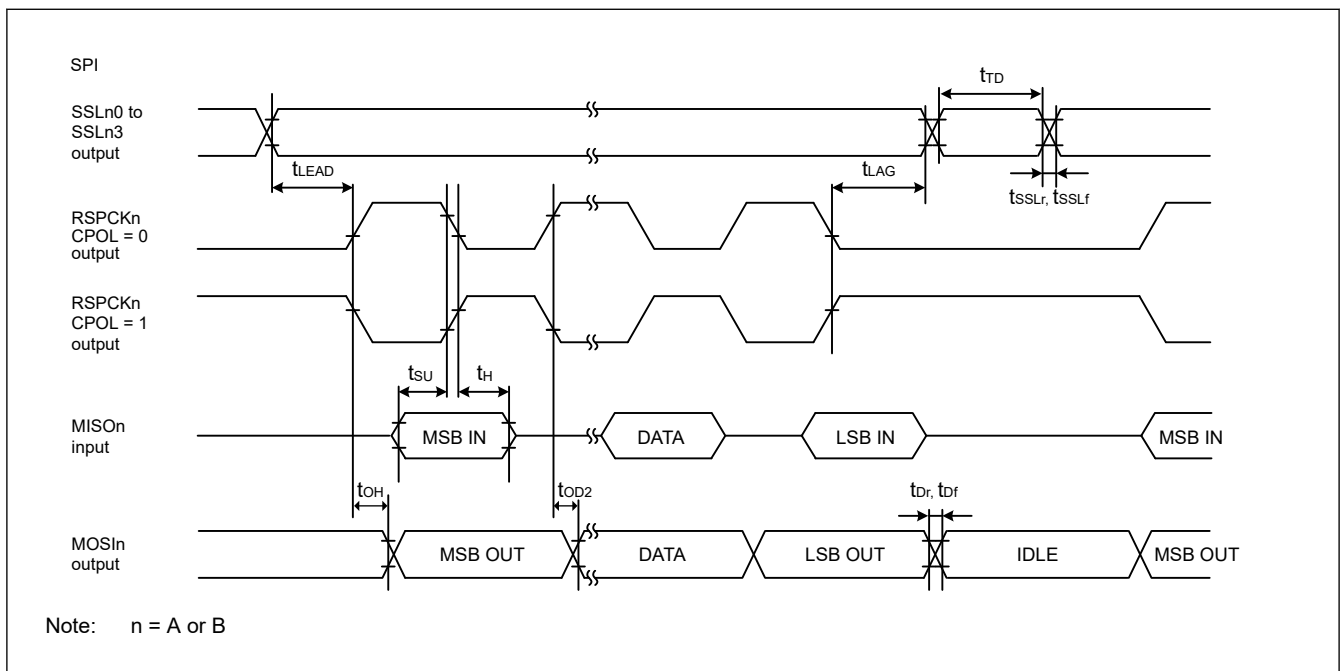 SPI
tTD
SSLn0 to
SSLn3
output
tLEAD
tLAG
tSSLr, tSSLf
RSPCKn
CPOL = 0
output
RSPCKn
CPOL = 1
output
tSU
tH
MISOn
input
MSB IN
DATA
LSB IN
MSB IN
tOH
tOD2
tDr, tDf
MOSIn
output
MSB OUT
DATA
LSB OUT
IDLE
MSB OUT
Note: n = A or B